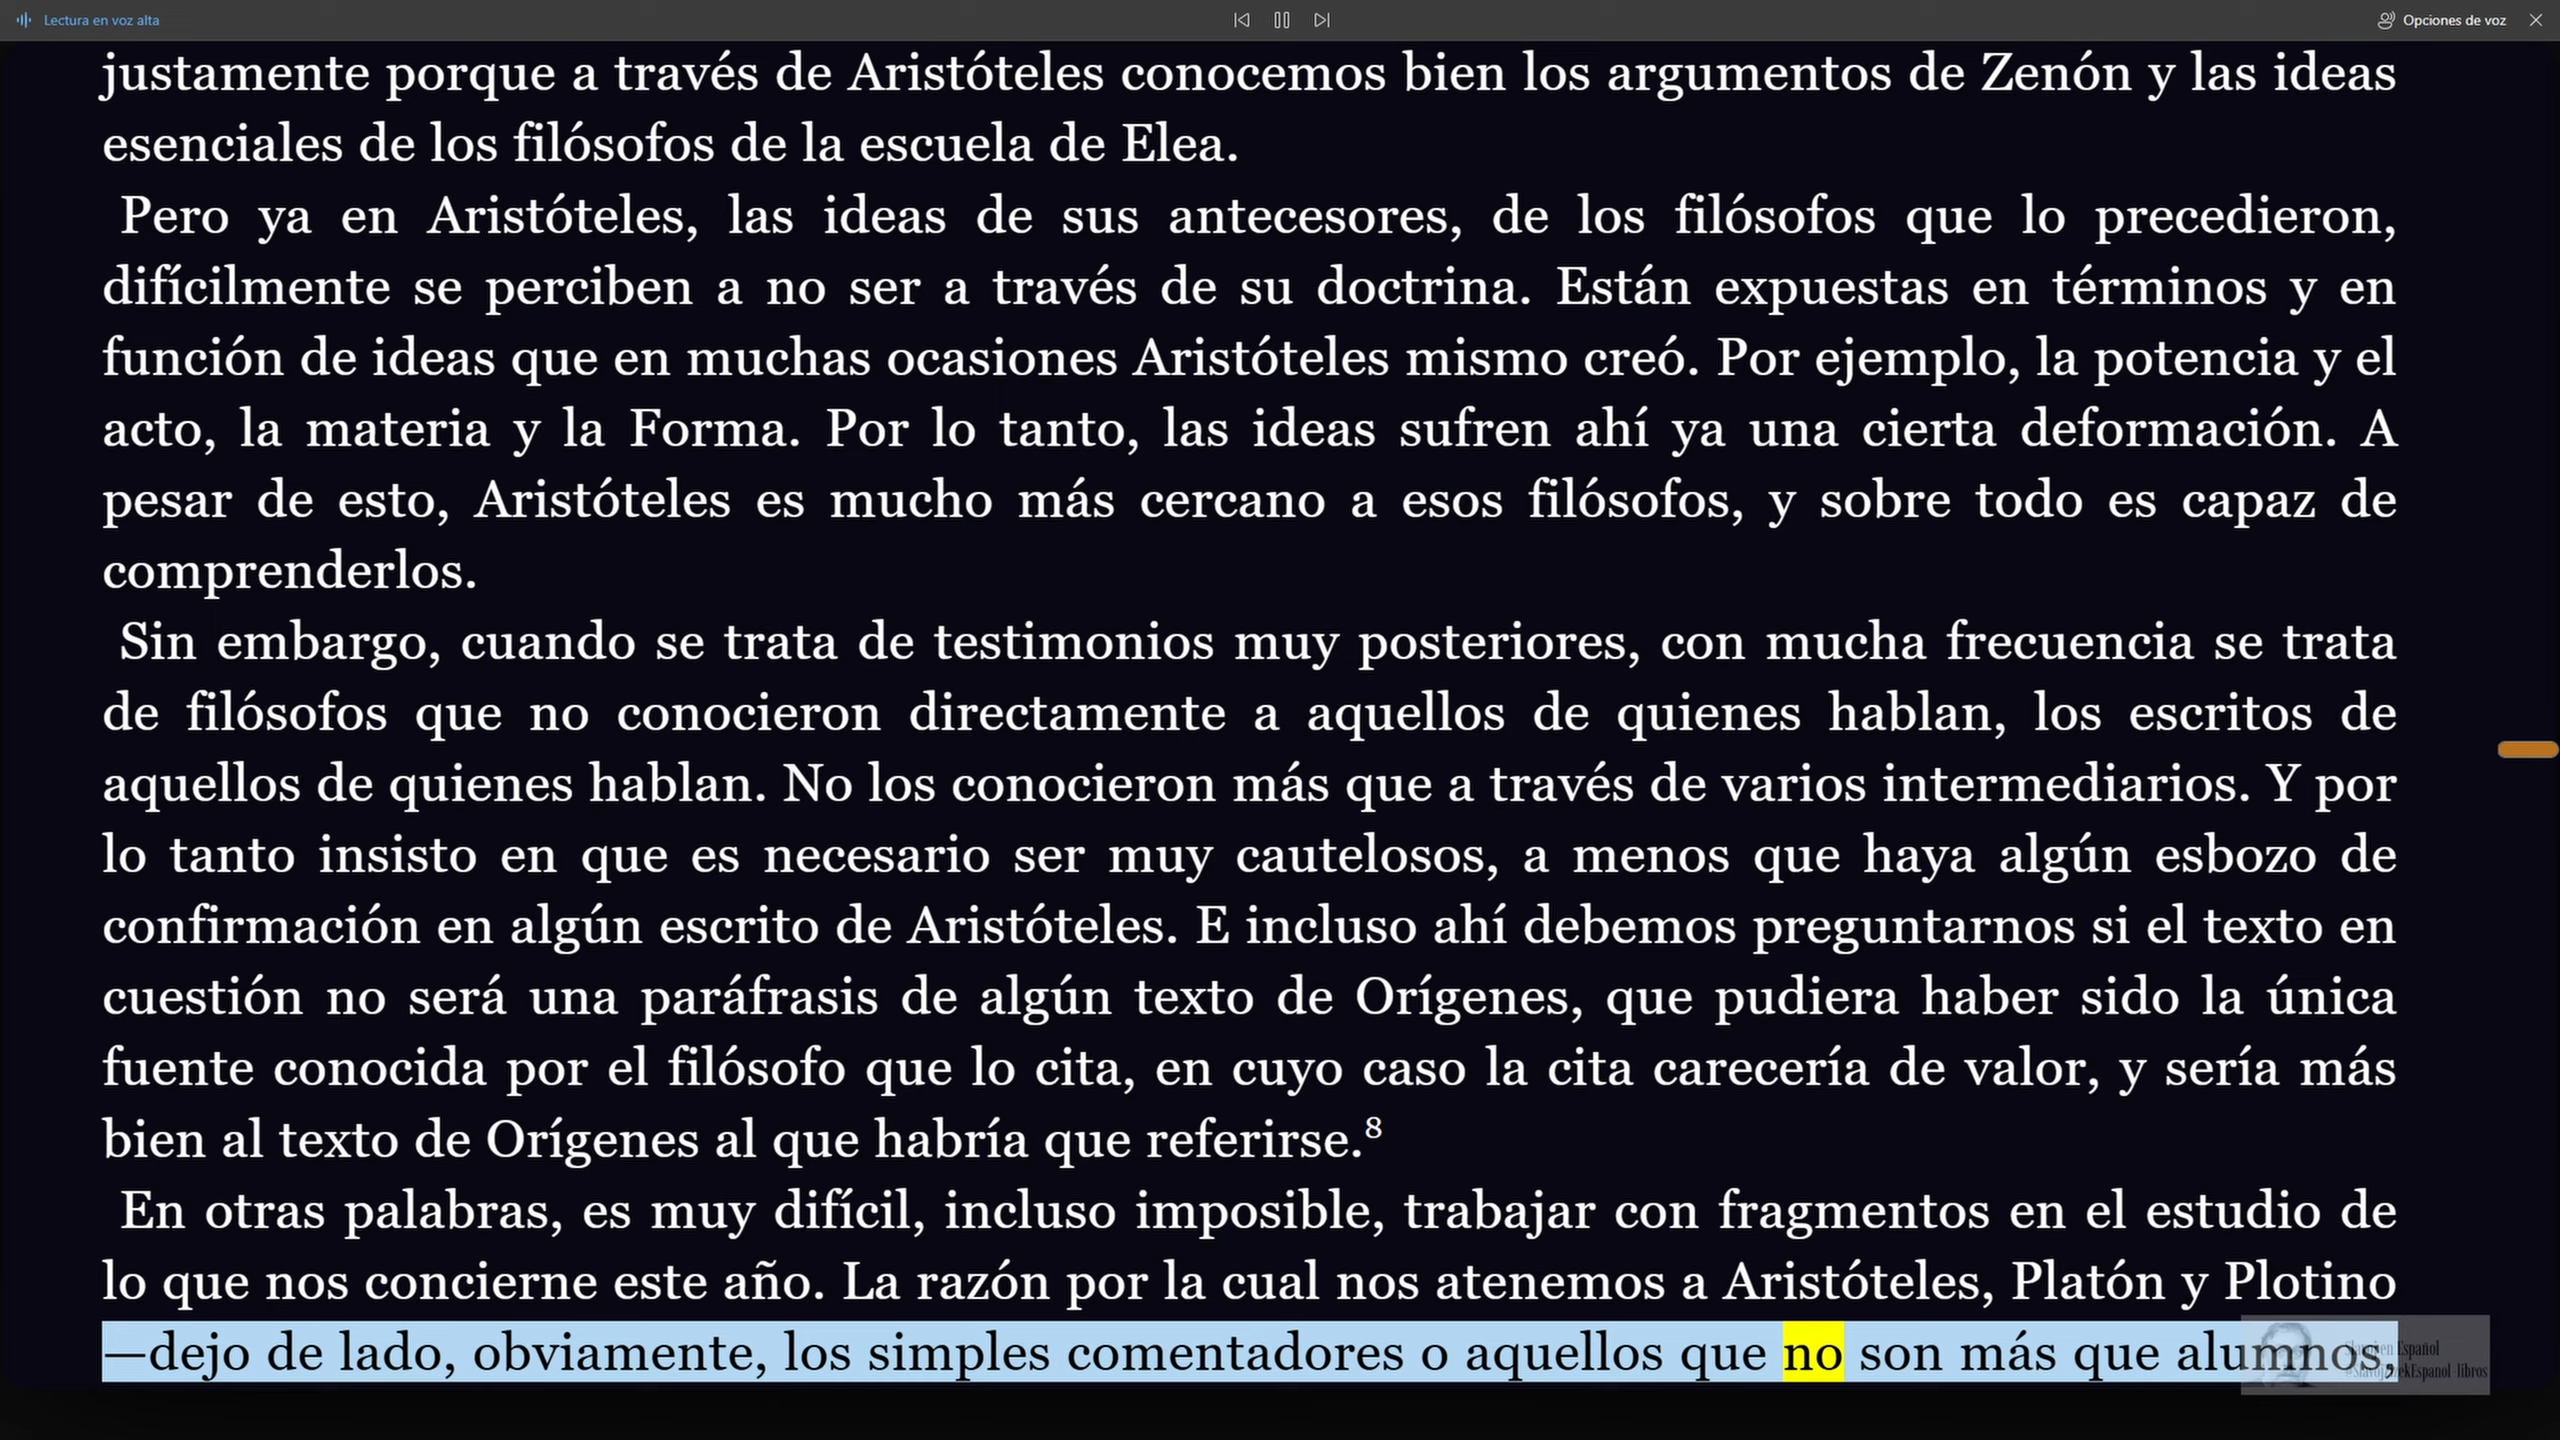 Lectura en voz alta
Opciones de voz
justamente porque a través de Aristóteles conocemos bien los argumentos de Zenón y las ideas
esenciales de los filósofos de la escuela de Elea.
Pero ya en Aristóteles, las ideas de sus antecesores, de los filósofos que lo precedieron,
difícilmente se perciben a no ser a través de su doctrina. Están expuestas en términos y en
función de ideas que en muchas ocasiones Aristóteles mismo creó. Por ejemplo, la potencia y el
acto, la materia y la Forma. Por lo tanto, las ideas sufren ahí ya una cierta deformación. A
pesar de esto, Aristóteles es mucho más cercano a esos filósofos, y sobre todo es capaz de
comprenderlos.
Sin embargo, cuando se trata de testimonios muy posteriores, con mucha frecuencia se trata
de filósofos que no conocieron directamente a aquellos de quienes hablan, los escritos de
aquellos de quienes hablan. No los conocieron más que a través de varios intermediarios. Y por
lo tanto insisto en que es necesario ser muy cautelosos, a menos que haya algún esbozo de
confirmación en algún escrito de Aristóteles. E incluso ahí debemos preguntarnos si el texto en
cuestión no será una paráfrasis de algún texto de Orígenes, que pudiera haber sido la única
fuente conocida por el filósofo que lo cita, en cuyo caso la cita carecería de valor, y sería más
bien al texto de Orígenes al que habría que referirse.8
En otras palabras, es muy difícil, incluso imposible, trabajar con fragmentos en el estudio de
lo que nos concierne este año. La razón por la cual nos atenemos a Aristóteles, Platón y Plotino
—dejo de lado, obviamente, los simples comentadores o aquellos que no son más que alumnos,
Español
libros